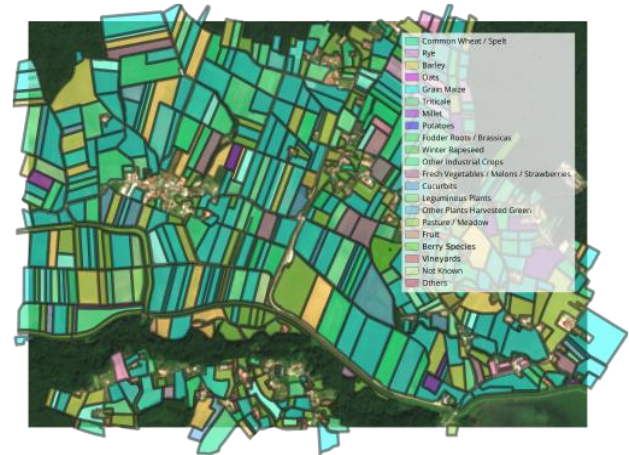 Common Wheat / Spelt
Rye
Barley
Oats
Grain Maize
Triticale
Millet
Potatoes
Fodder Roots / Brassicas
Winter Rapeseed
Other Industrial Crops
Fresh Vegetables / Melons / Strawberries
Cucurbits
Leguminous Plants
Other Plants Harvested Green
Pasture / Meadow
Fruit
Berry Species
Vineyards
Not Known
Others